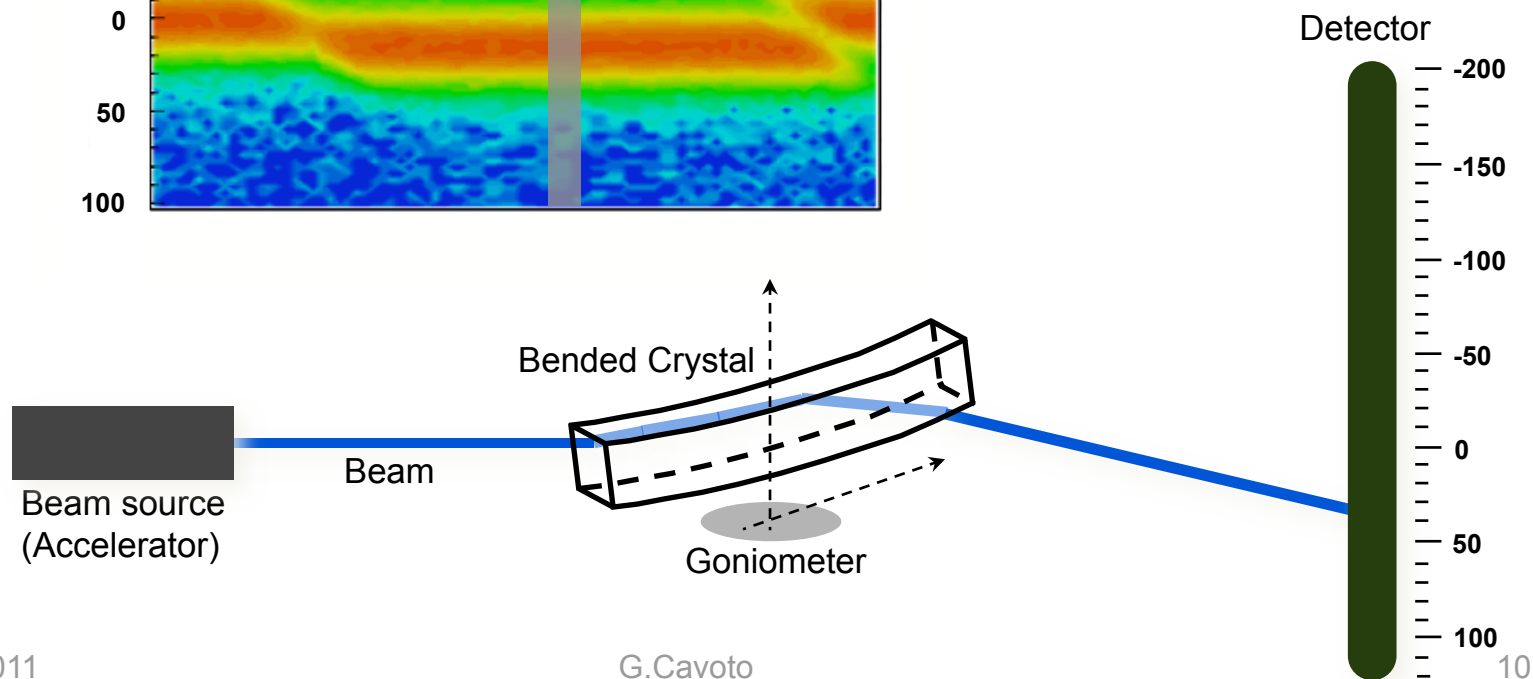 0
50
100
Detector
-200
-150
-100
-50
0
50
100
Bended Crystal
Beam
Beam source
(Accelerator)
Goniometer
011
G.Cavoto
10